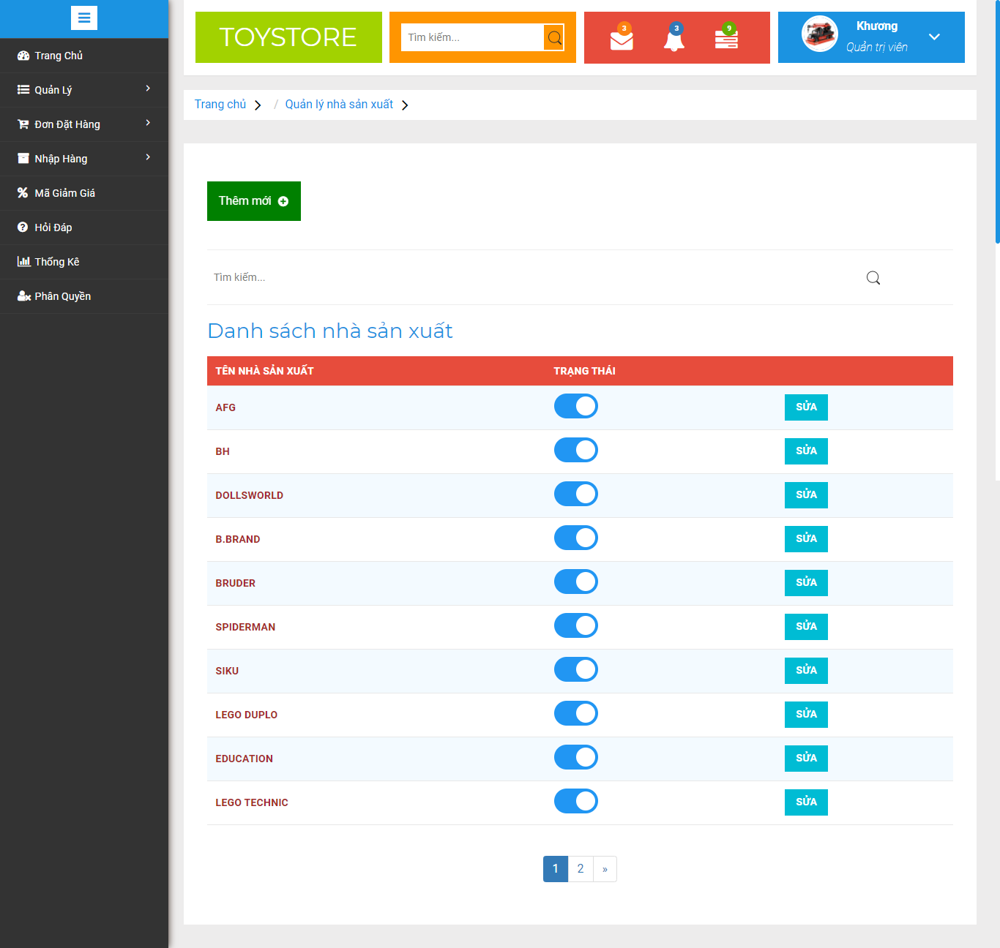 TOYSTORE
Tìm kiếm...
3
3
9
Khương
Quản trị viên
Trang Chủ
Quản Lý
Đơn Đặt Hàng
Nhập Hàng
Mã Giảm Giá
Hỏi Đáp
Thống Kê
Phân Quyền
Trang chủ / Quản lý nhà sản xuất
Thêm mới
Tìm kiếm...
Danh sách nhà sản xuất
TÊN NHÀ SẢN XUẤT TRẠNG THÁI
AFG SỬA
BH SỬA
DOLLSWORLD SỬA
B.BRAND SỬA
BRUDER SỬA
SPIDERMAN SỬA
SIKU SỬA
LEGO DUPLO SỬA
EDUCATION SỬA
LEGO TECHNIC SỬA
1 2 »